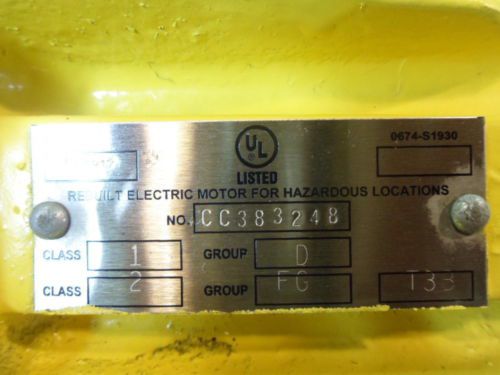 UL
0674-S1930
LISTED
REBUILT ELECTRIC MOTOR FOR HAZARDOUS LOCATIONS
NO. CC383248
CLASS 1 GROUP D
CLASS 2 GROUP FG T3B